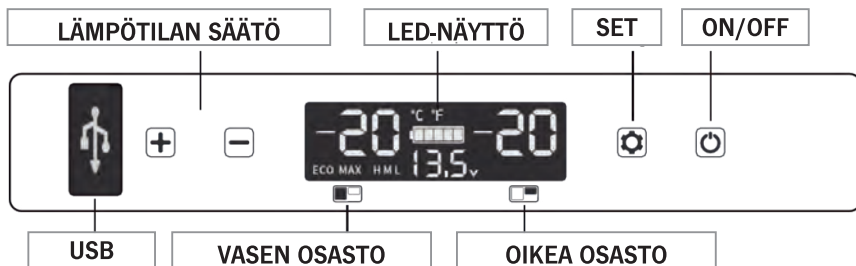 LÄMPÖTILAN SÄÄTÖ LED-NÄYTTÖ SET ON/OFF
-20 °C °F -20
ECO MAX H M L 13.5v
USB VASEN OSASTO OIKEA OSASTO